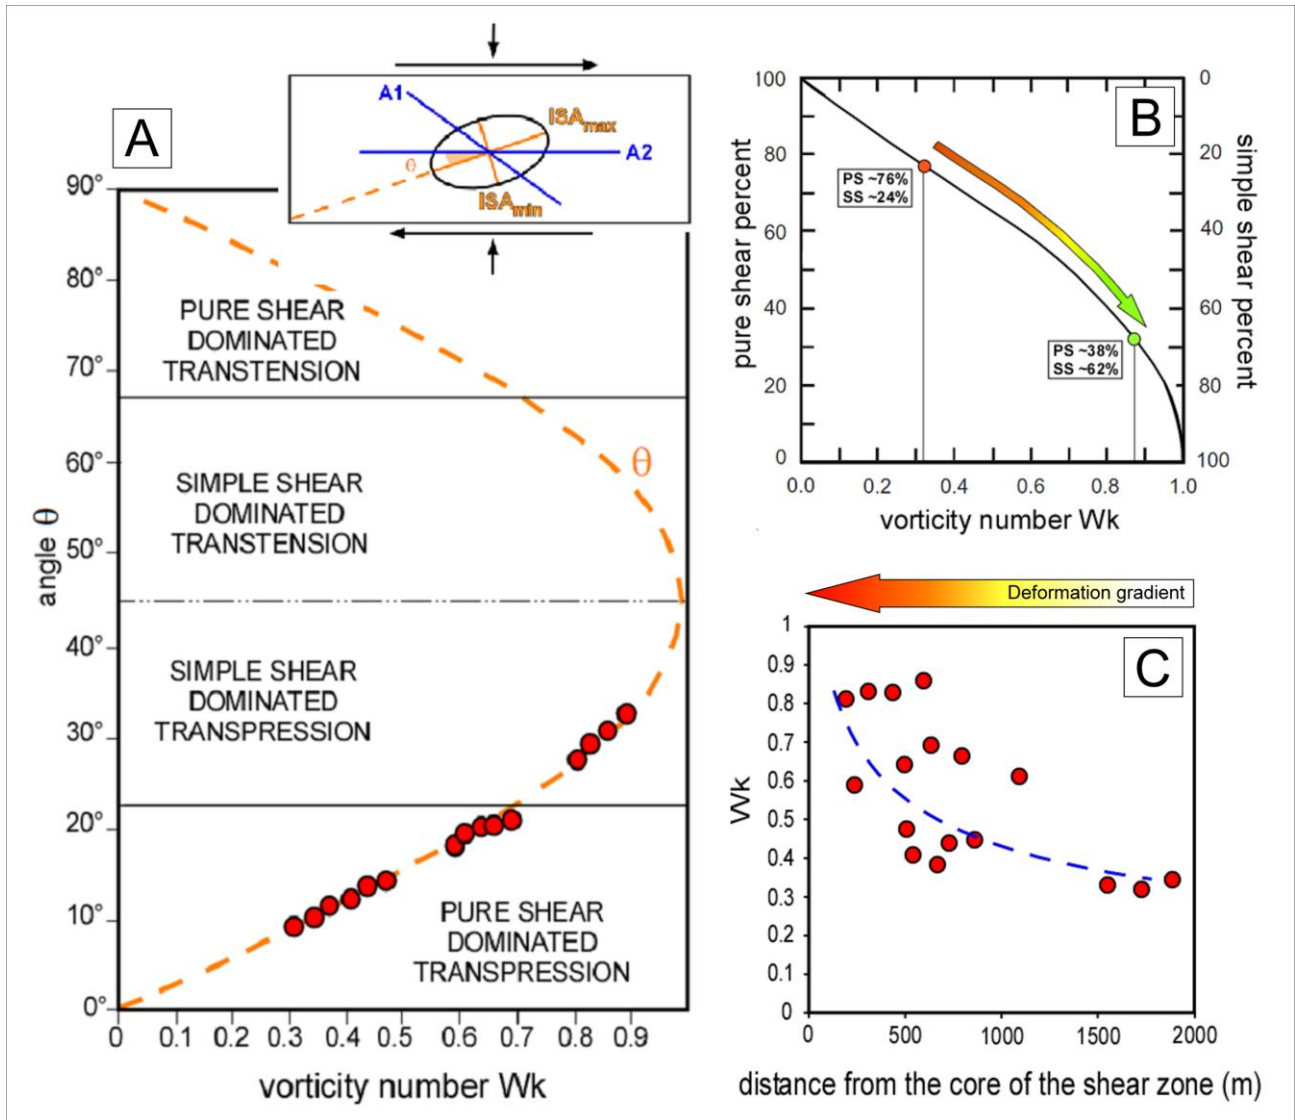 A
A1
ISAmax
A2
θ
ISAmin
90°
80°
70°
60°
50°
40°
30°
20°
10°
0°
angle θ
PURE SHEAR
DOMINATED
TRANSTENSION
θ
SIMPLE SHEAR
DOMINATED
TRANSTENSION
SIMPLE SHEAR
DOMINATED
TRANSPRESSION
PURE SHEAR
DOMINATED
TRANSPRESSION
0 0.1 0.2 0.3 0.4 0.5 0.6 0.7 0.8 0.9
vorticity number Wk
B
100
80
60
40
20
0
pure shear percent
PS ~76%
SS ~24%
PS ~38%
SS ~62%
0
20
40
60
80
100
simple shear percent
0.0 0.2 0.4 0.6 0.8 1.0
vorticity number Wk
Deformation gradient
C
1
0.9
0.8
0.7
0.6
0.5
0.4
0.3
0.2
0.1
0
Wk
0 500 1000 1500 2000
distance from the core of the shear zone (m)